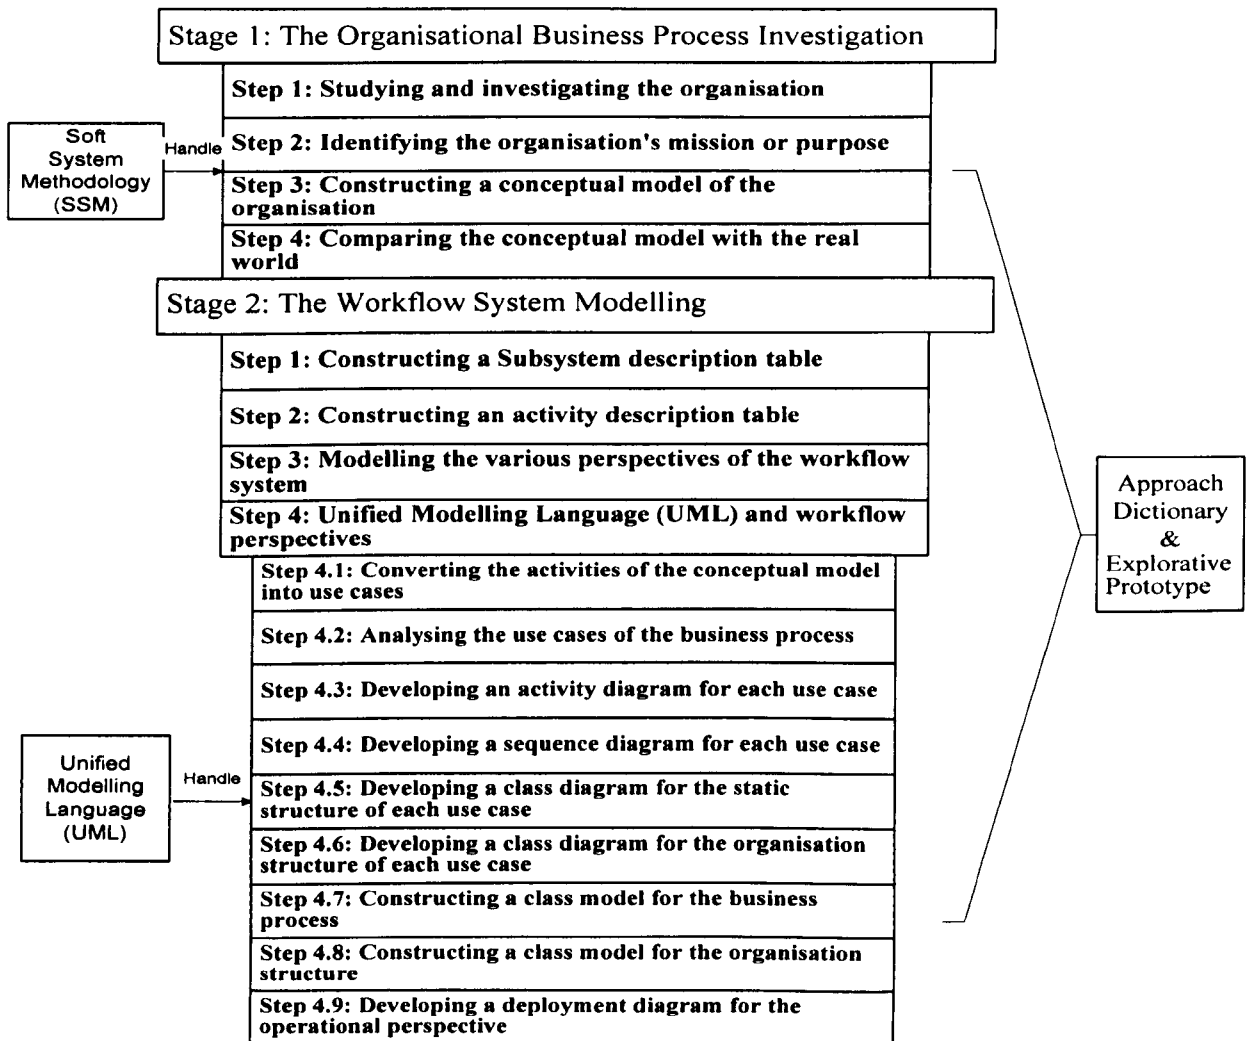 Stage 1: The Organisational Business Process Investigation
Step 1: Studying and investigating the organisation
Step 2: Identifying the organisation's mission or purpose
Step 3: Constructing a conceptual model of the
organisation
Step 4: Comparing the conceptual model with the real
world
Soft
System
Methodology
(SSM)
Handle
Stage 2: The Workflow System Modelling
Step 1: Constructing a Subsystem description table
Step 2: Constructing an activity description table
Step 3: Modelling the various perspectives of the workflow
system
Step 4: Unified Modelling Language (UML) and workflow
perspectives
Step 4.1: Converting the activities of the conceptual model
into use cases
Step 4.2: Analysing the use cases of the business process
Step 4.3: Developing an activity diagram for each use case
Step 4.4: Developing a sequence diagram for each use case
Step 4.5: Developing a class diagram for the static
structure of each use case
Step 4.6: Developing a class diagram for the organisation
structure of each use case
Step 4.7: Constructing a class model for the business
process
Step 4.8: Constructing a class model for the organisation
structure
Step 4.9: Developing a deployment diagram for the
operational perspective
Unified
Modelling
Language
(UML)
Handle
Approach
Dictionary
&
Explorative
Prototype